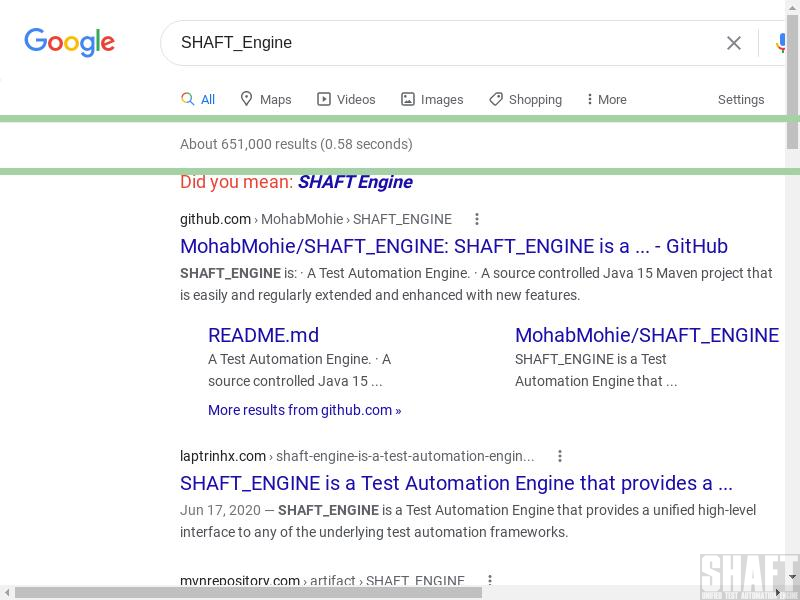 Google
SHAFT_Engine
All Maps Videos Images Shopping More Settings
About 651,000 results (0.58 seconds)
Did you mean: SHAFT Engine
github.com › MohabMohie › SHAFT_ENGINE
MohabMohie/SHAFT_ENGINE: SHAFT_ENGINE is a ... - GitHub
SHAFT_ENGINE is: · A Test Automation Engine. · A source controlled Java 15 Maven project that
is easily and regularly extended and enhanced with new features.
README.md
A Test Automation Engine. · A
source controlled Java 15 ...
MohabMohie/SHAFT_ENGINE
SHAFT_ENGINE is a Test
Automation Engine that ...
More results from github.com »
laptrinhx.com › shaft-engine-is-a-test-automation-engin...
SHAFT_ENGINE is a Test Automation Engine that provides a ...
Jun 17, 2020 — SHAFT_ENGINE is a Test Automation Engine that provides a unified high-level
interface to any of the underlying test automation frameworks.
mvnrepository.com › artifact › SHAFT_ENGINE
SHAFT
UNIFIED TEST AUTOMATION ENGINE